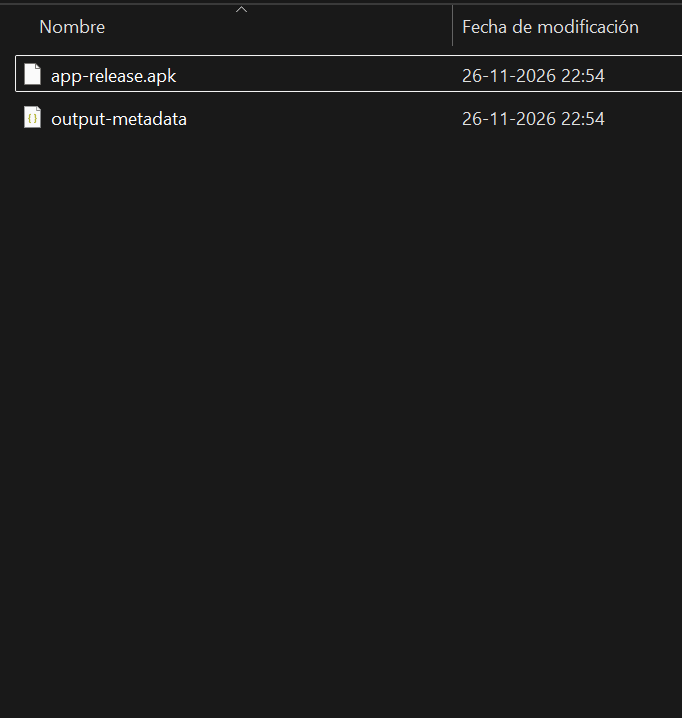 Nombre Fecha de modificación
app-release.apk 26-11-2026 22:54
output-metadata 26-11-2026 22:54